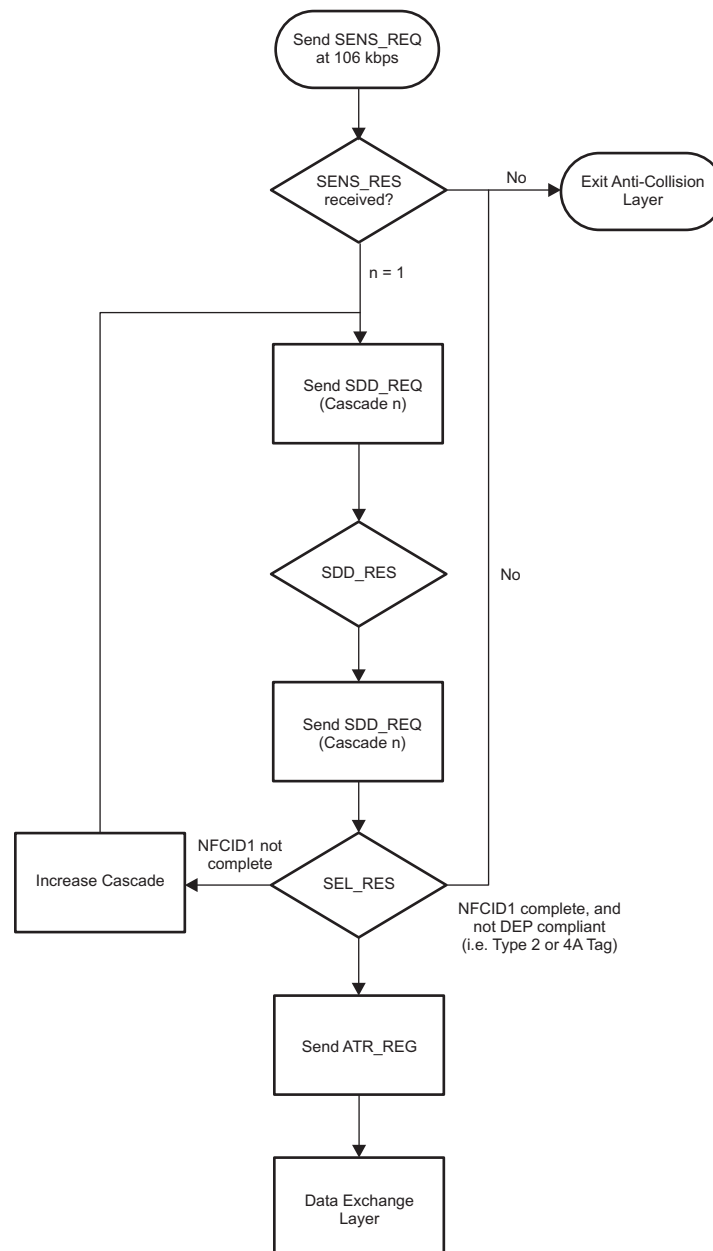 Send SENS_REQ
at 106 kbps
SENS_RES
received?
No
Exit Anti-Collision
Layer
n = 1
Send SDD_REQ
(Cascade n)
SDD_RES
No
Send SDD_REQ
(Cascade n)
NFCID1 not
complete
Increase Cascade
SEL_RES
NFCID1 complete, and
not DEP compliant
(i.e. Type 2 or 4A Tag)
Send ATR_REG
Data Exchange
Layer